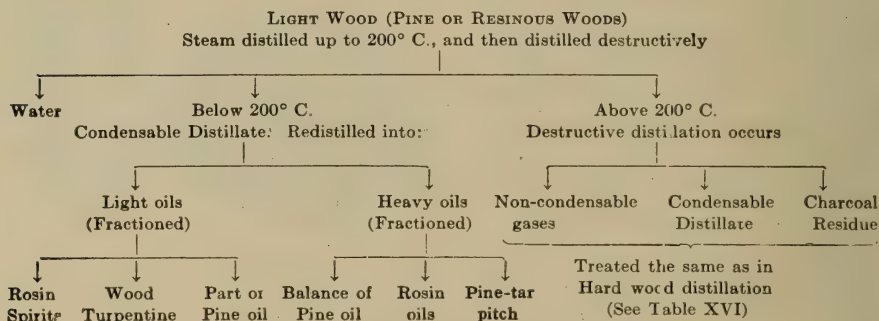 LIGHT WOOD (PINE OR RESINOUS WOODS)
Steam distilled up to 200° C., and then distilled destructively
Water
Below 200° C.
Condensable Distillate. Redistilled into:
Above 200° C.
Destructive distillation occurs
Light oils
(Fractioned)
Heavy oils
(Fractioned)
Non-condensable
gases
Condensable
Distillate
Charcoal
Residue
Rosin
Spirits
Wood
Turpentine
Part of
Pine oil
Balance of
Pine oil
Rosin
oils
Pine-tar
pitch
Treated the same as in
Hard wood distillation
(See Table XVI)